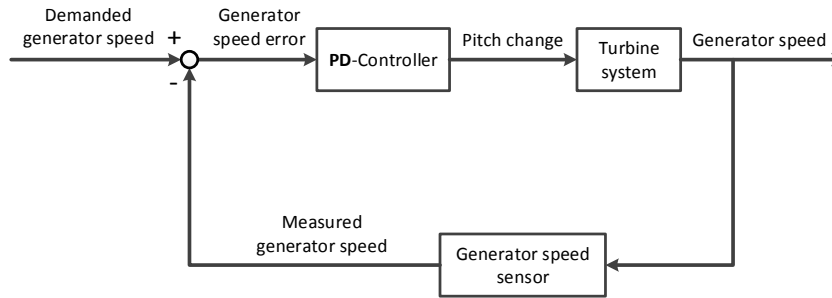 Demanded
generator speed
+
-
Generator
speed error
PD-Controller
Pitch change
Turbine
system
Generator speed
Measured
generator speed
Generator speed
sensor